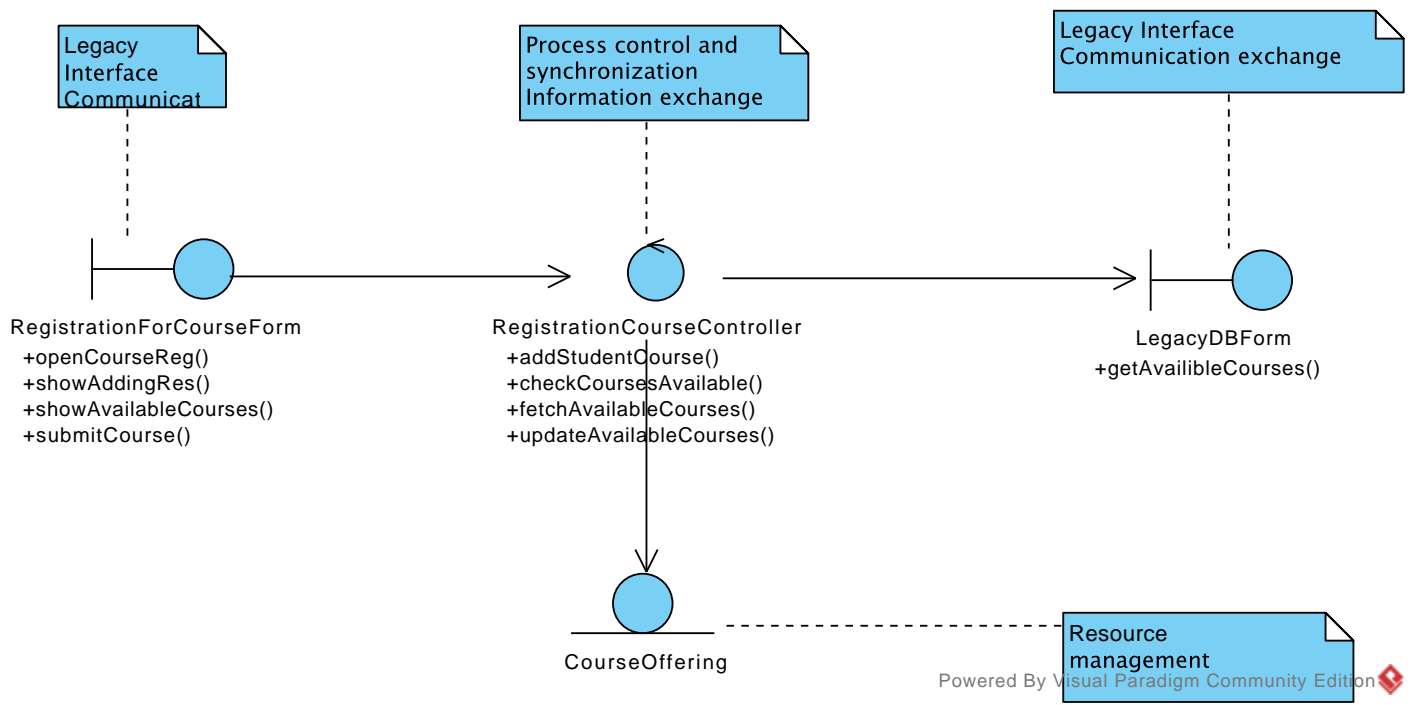 Legacy
Interface
Communicat
Process control and
synchronization
Information exchange
Legacy Interface
Communication exchange
RegistrationForCourseForm
+openCourseReg()
+showAddingRes()
+showAvailableCourses()
+submitCourse()
RegistrationCourseController
+addStudentCourse()
+checkCoursesAvailable()
+fetchAvailableCourses()
+updateAvailableCourses()
LegacyDBForm
+getAvailibleCourses()
CourseOffering
Resource
management
Powered By Visual Paradigm Community Edition